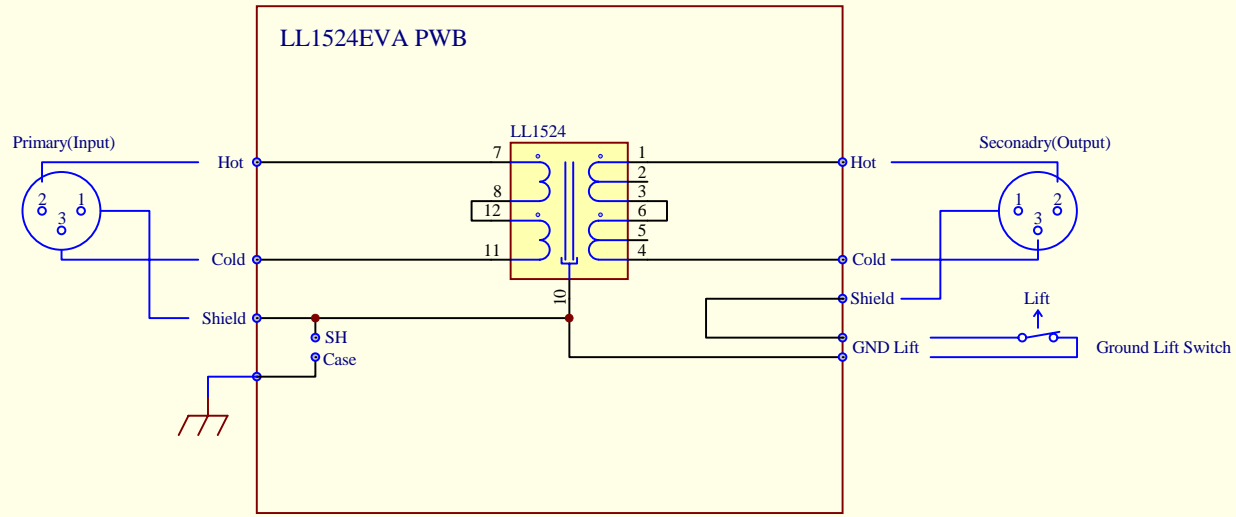 LL1524EVA PWB
LL1524
Primary(Input)
Seconadry(Output)
Hot
7
1
Hot
2
8
3
2
1
3
12
6
1
2
3
5
Cold
11
4
Cold
10
Shield
Lift
Shield
SH
GND Lift
Ground Lift Switch
Case